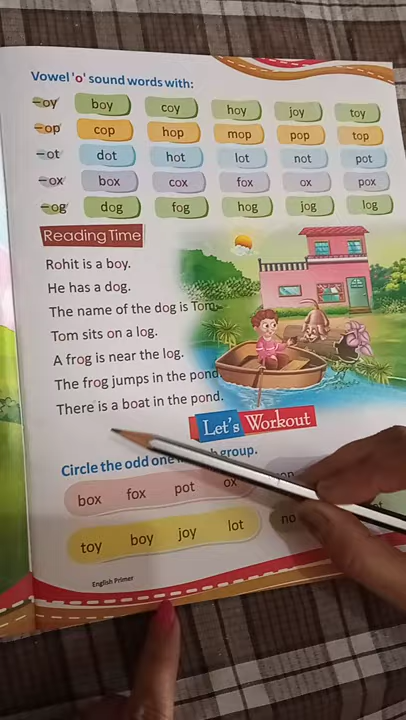 Vowel 'o' sound words with:
–oy boy coy hoy joy toy
–op cop hop mop pop top
–ot dot hot lot not pot
–ox box cox fox ox pox
–og dog fog hog jog log
Reading Time
Rohit is a boy.
He has a dog.
The name of the dog is Tom.
Tom sits on a log.
A frog is near the log.
The frog jumps in the pond.
There is a boat in the pond.
Let's Workout
Circle the odd one group.
box fox pot ox
toy boy joy lot no
English Primer